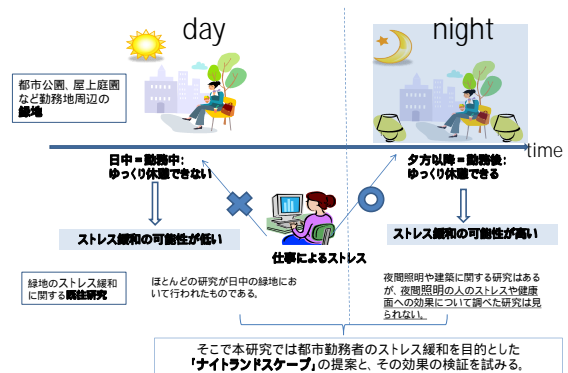 day
night
都市公園、屋上庭園
など勤務地周辺の
緑地
time
日中＝勤務中：
ゆっくり休憩できない
夕方以降＝勤務後：
ゆっくり休憩できる
ストレス緩和の可能性が低い
仕事によるストレス
ストレス緩和の可能性が高い
緑地のストレス緩和
に関する既往研究
ほとんどの研究が日中の緑地にお
いて行われたものである。
夜間照明や建築に関する研究はある
が、夜間照明の人のストレスや健康
面への効果について調べた研究は見
られない。
そこで本研究では都市勤務者のストレス緩和を目的とした
「ナイトランドスケープ」の提案と、その効果の検証を試みる。